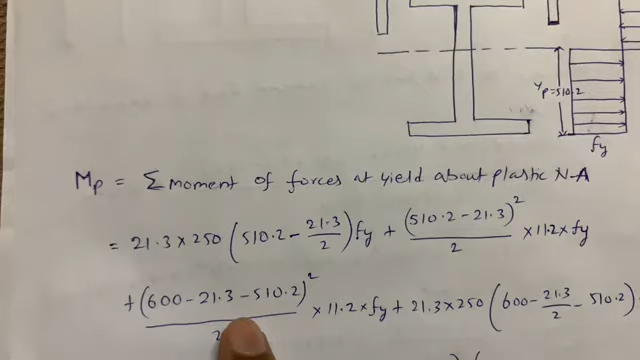 Yp=510.2
fy
Mp = Σ moment of forces at yield about plastic N-A
= 21.3 × 250 (510.2 - 21.3/2) fy + (510.2 - 21.3)²/2 × 11.2 × fy
+ (600 - 21.3 - 510.2)²/2 × 11.2 × fy + 21.3 × 250 (600 - 21.3/2 - 510.2)